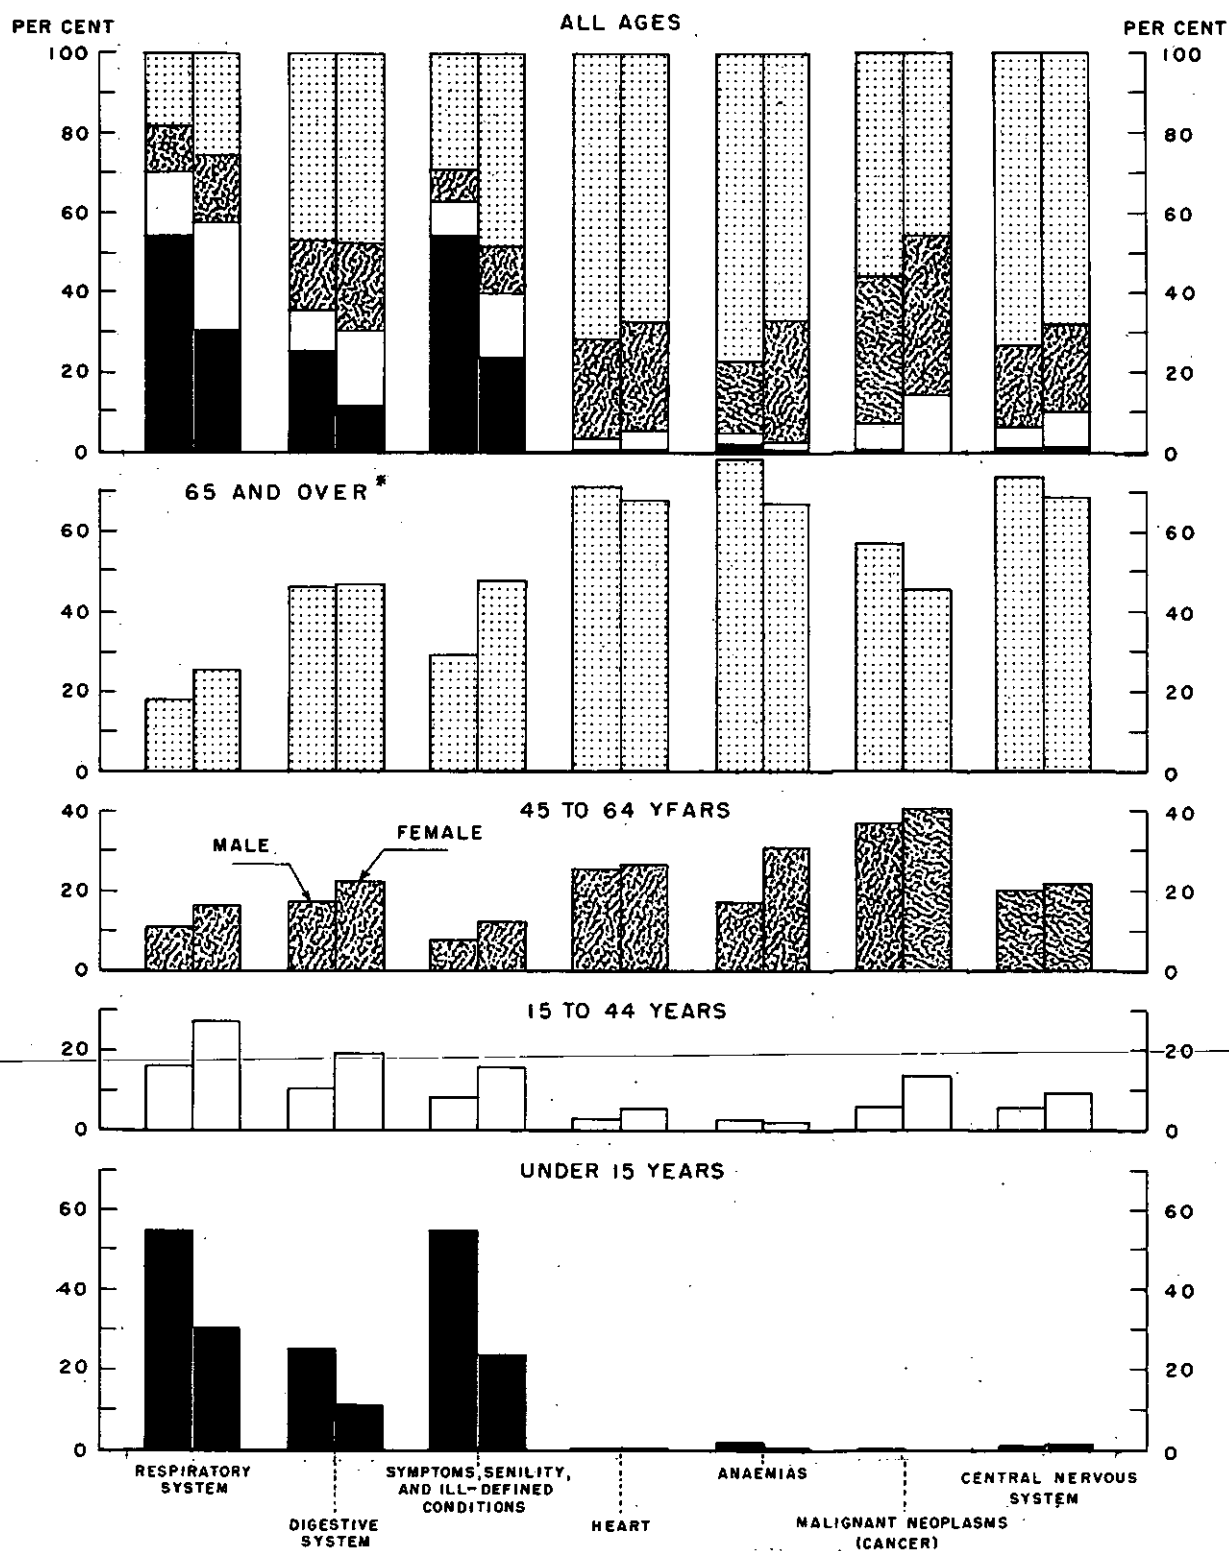 ALL AGES
PER CENT
PER CENT
100
80
60
40
20
0
100
80
60
40
20
0
65 AND OVER*
60
40
20
0
60
40
20
0
45 TO 64 YFARS
MALE
FEMALE
40
20
0
40
20
0
15 TO 44 YEARS
20
0
20
0
UNDER 15 YEARS
60
40
20
0
60
40
20
0
RESPIRATORY
SYSTEM
DIGESTIVE
SYSTEM
SYMPTOMS, SENILITY,
AND ILL-DEFINED
CONDITIONS
HEART
ANAEMIAS
MALIGNANT NEOPLASMS
(CANCER)
CENTRAL NERVOUS
SYSTEM